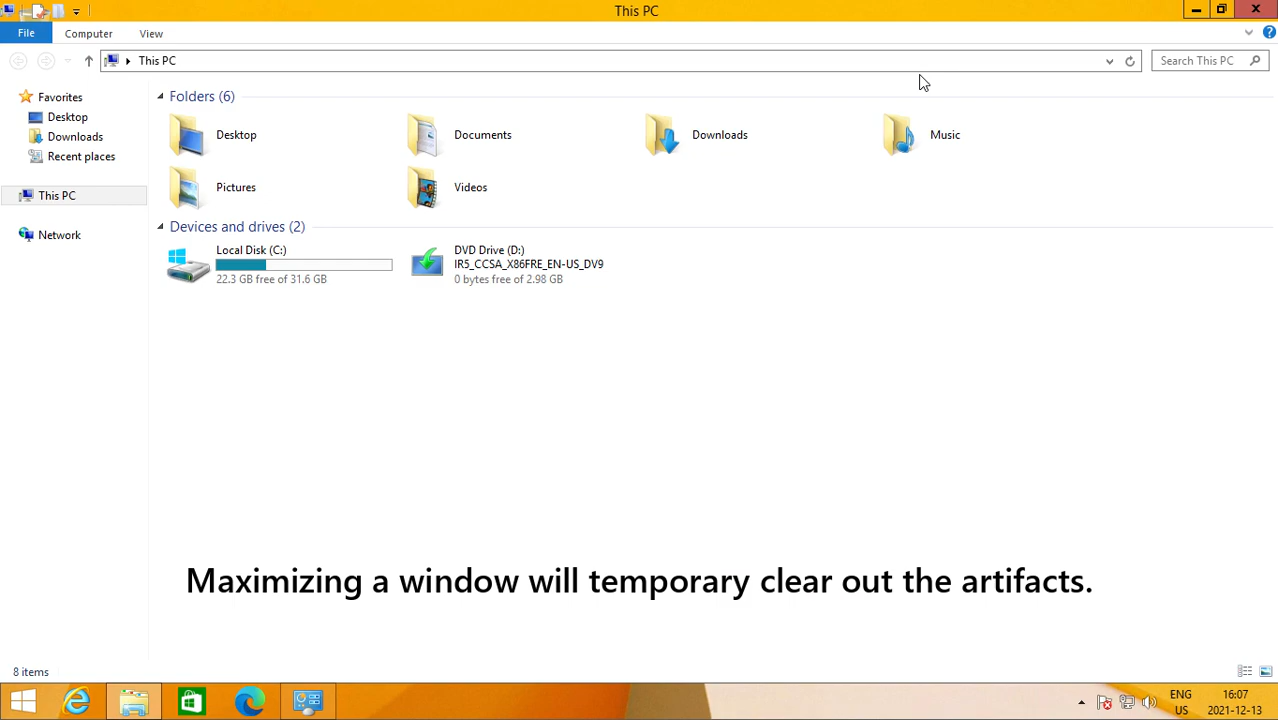 This PC
File
Computer
View
This PC
Search This PC
Favorites
Desktop
Downloads
Recent places
This PC
Network
Folders (6)
Desktop
Documents
Downloads
Music
Pictures
Videos
Devices and drives (2)
Local Disk (C:)
22.3 GB free of 31.6 GB
DVD Drive (D:)
IR5_CCSA_X86FRE_EN-US_DV9
0 bytes free of 2.98 GB
Maximizing a window will temporary clear out the artifacts.
8 items
ENG
US
16:07
2021-12-13